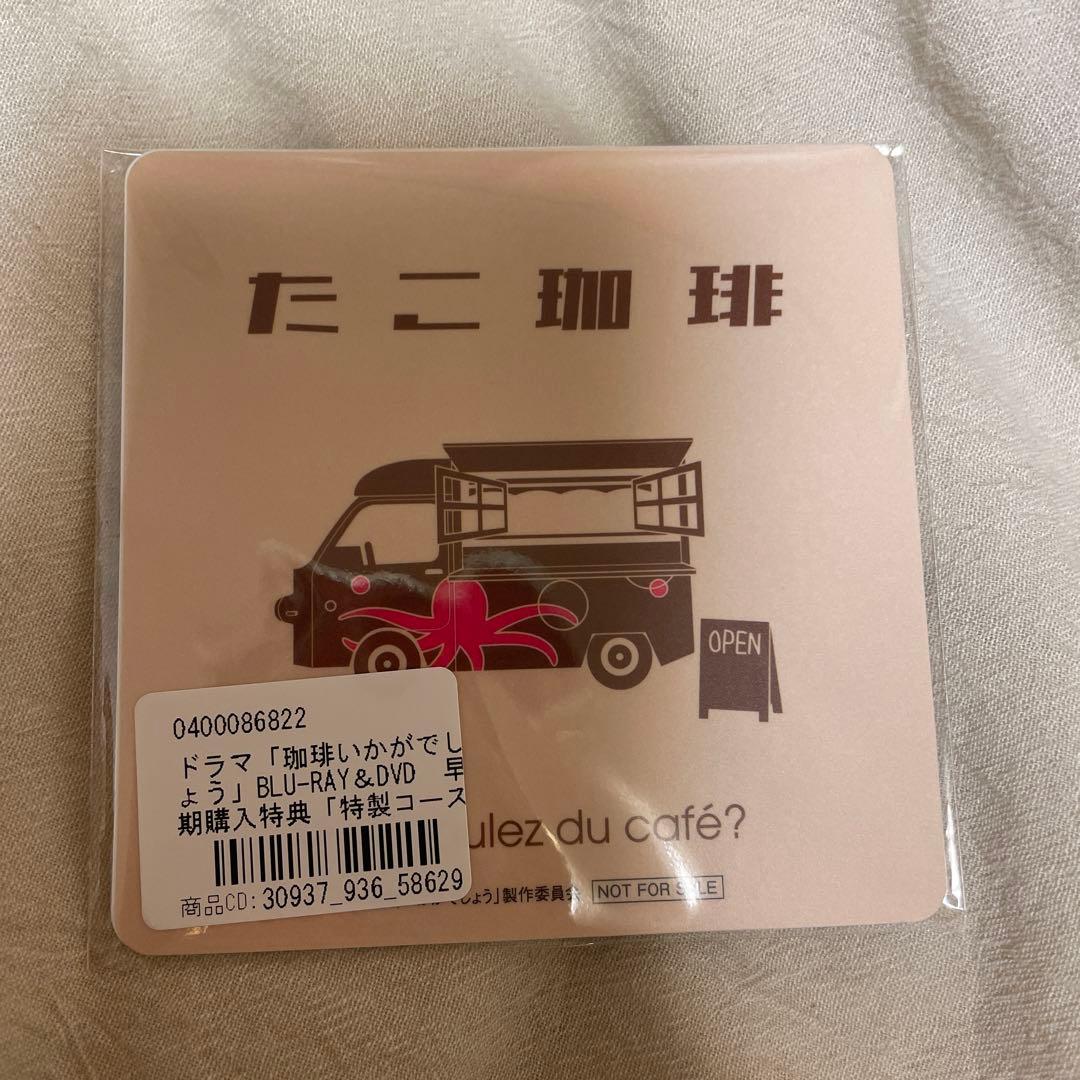 たこ珈琲
OPEN
0400086822
ドラマ「珈琲いかがでし
ょう」BLU-RAY&DVD 早
期購入特典「特製コース
商品CD: 30937_936_58629
du café?
ょう」製作委員会 NOT FOR SALE